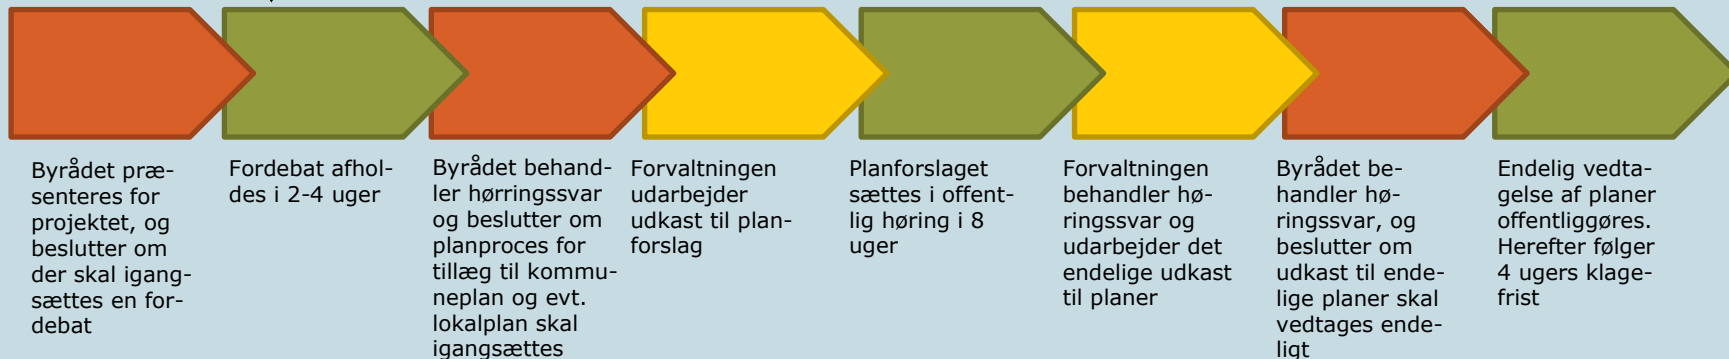 Byrådet præ-
senteres for
projektet, og
beslutter om
der skal igang-
sættes en for-
debat
Fordebat afhol-
des i 2-4 uger
Byrådet behand-
ler hørringssvar
og beslutter om
planproces for
tillæg til kommu-
neplan og evt.
lokalplan skal
igangsættes
Forvaltningen
udarbejder
udkast til plan-
forslag
Planforslaget
sættes i offent-
lig høring i 8
uger
Forvaltningen
behandler hø-
ringssvar og
udarbejder det
endelige udkast
til planer
Byrådet be-
handler hø-
ringssvar, og
beslutter om
udkast til ende-
lige planer skal
vedtages ende-
ligt
Endelig vedta-
gelse af planer
offentliggøres.
Herefter følger
4 ugers klage-
frist